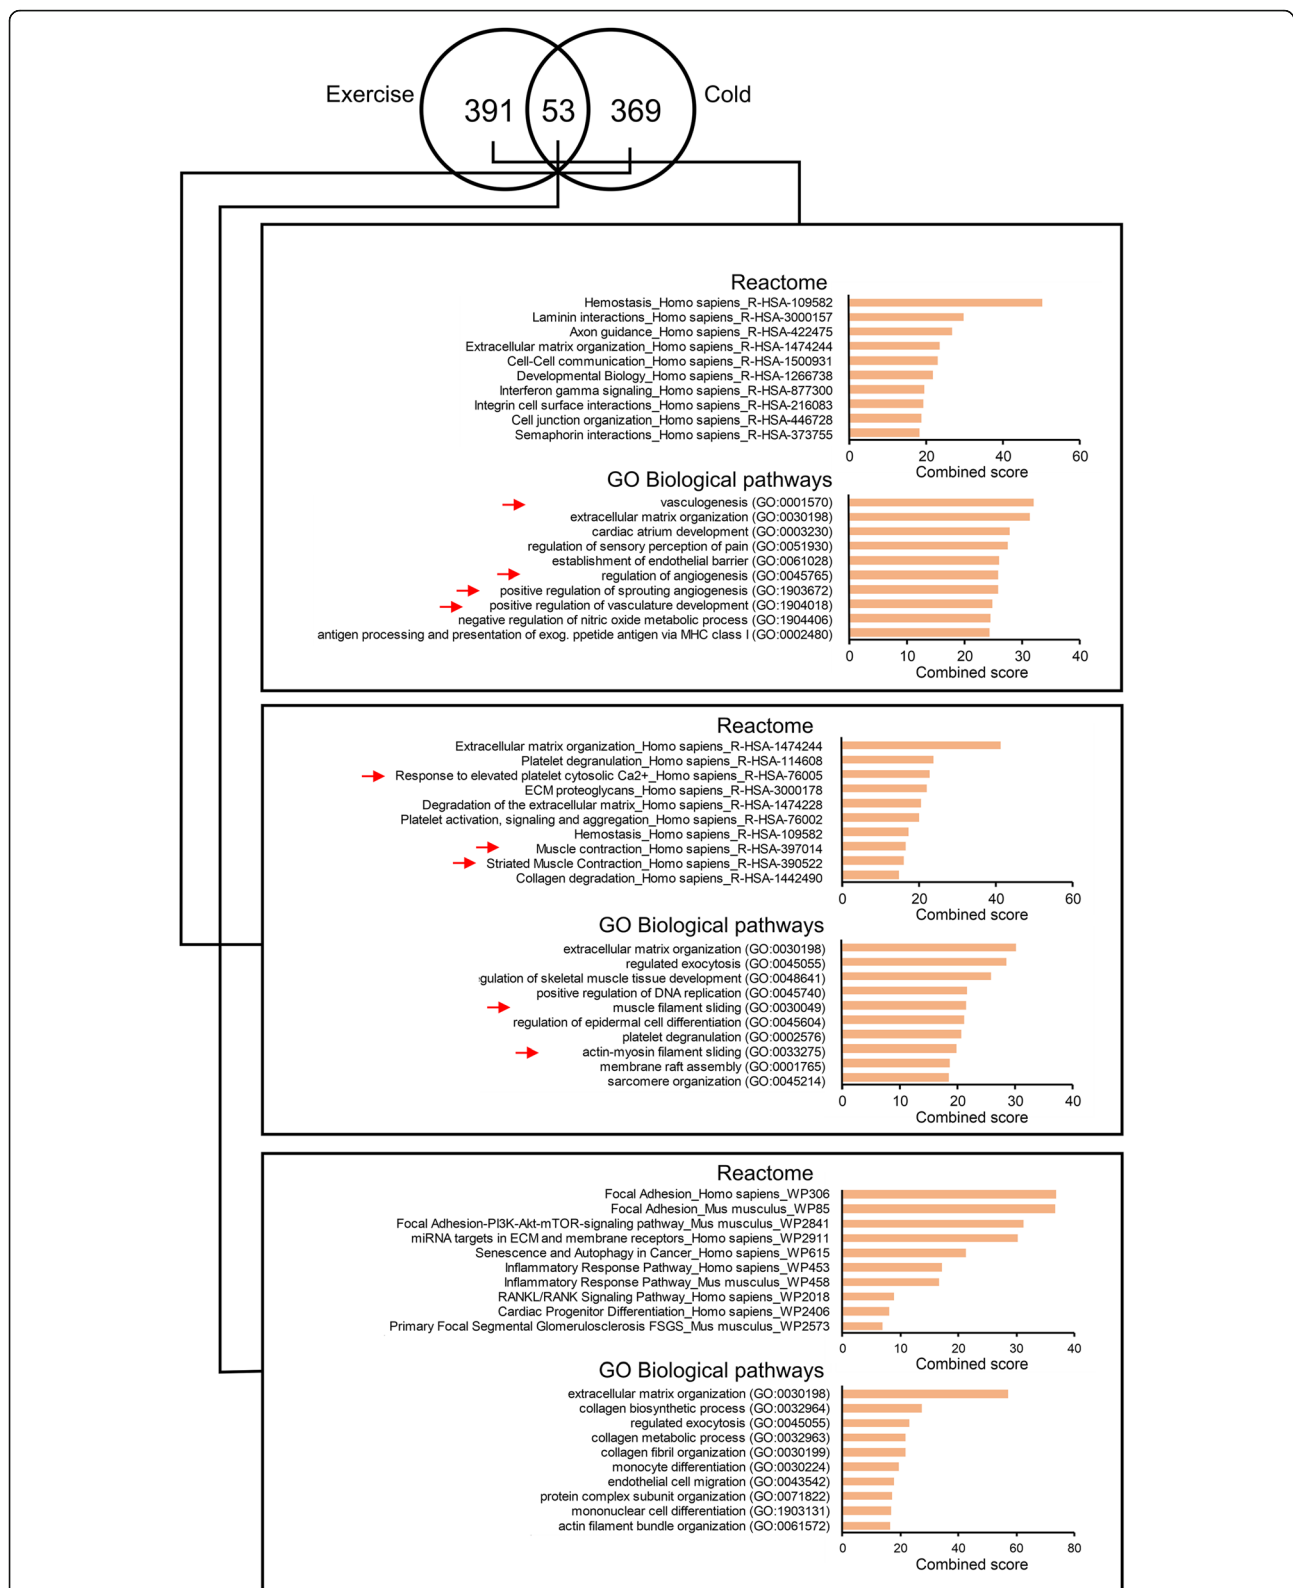 Exercise
391
53
369
Cold
Reactome
Hemostasis_Homo sapiens_R-HSA-109582
Laminin interactions_Homo sapiens_R-HSA-3000157
Axon guidance_Homo sapiens_R-HSA-422475
Extracellular matrix organization_Homo sapiens_R-HSA-1474244
Cell-Cell communication_Homo sapiens_R-HSA-1500931
Developmental Biology_Homo sapiens_R-HSA-1266738
Interferon gamma signaling_Homo sapiens_R-HSA-877300
Integrin cell surface interactions_Homo sapiens_R-HSA-216083
Cell junction organization_Homo sapiens_R-HSA-446728
Semaphorin interactions_Homo sapiens_R-HSA-373755
0 20 40 60
Combined score
GO Biological pathways
vasculogenesis (GO:0001570)
extracellular matrix organization (GO:0030198)
cardiac atrium development (GO:0003230)
regulation of sensory perception of pain (GO:0051930)
establishment of endothelial barrier (GO:0061028)
regulation of angiogenesis (GO:0045765)
positive regulation of sprouting angiogenesis (GO:1903672)
positive regulation of vasculature development (GO:1904018)
negative regulation of nitric oxide metabolic process (GO:1904406)
antigen processing and presentation of exog. ppetide antigen via MHC class I (GO:0002480)
0 10 20 30 40
Combined score
Reactome
Extracellular matrix organization_Homo sapiens_R-HSA-1474244
Platelet degranulation_Homo sapiens_R-HSA-114608
Response to elevated platelet cytosolic Ca2+_Homo sapiens_R-HSA-76005
ECM proteoglycans_Homo sapiens_R-HSA-3000178
Degradation of the extracellular matrix_Homo sapiens_R-HSA-1474228
Platelet activation, signaling and aggregation_Homo sapiens_R-HSA-76002
Hemostasis_Homo sapiens_R-HSA-109582
Muscle contraction_Homo sapiens_R-HSA-397014
Striated Muscle Contraction_Homo sapiens_R-HSA-390522
Collagen degradation_Homo sapiens_R-HSA-1442490
0 20 40 60
Combined score
GO Biological pathways
extracellular matrix organization (GO:0030198)
regulated exocytosis (GO:0045055)
gulation of skeletal muscle tissue development (GO:0048641)
positive regulation of DNA replication (GO:0045740)
muscle filament sliding (GO:0030049)
regulation of epidermal cell differentiation (GO:0045604)
platelet degranulation (GO:0002576)
actin-myosin filament sliding (GO:0033275)
membrane raft assembly (GO:0001765)
sarcomere organization (GO:0045214)
0 10 20 30 40
Combined score
Reactome
Focal Adhesion_Homo sapiens_WP306
Focal Adhesion_Mus musculus_WP85
Focal Adhesion-PI3K-Akt-mTOR-signaling pathway_Mus musculus_WP2841
miRNA targets in ECM and membrane receptors_Homo sapiens_WP2911
Senescence and Autophagy in Cancer_Homo sapiens_WP615
Inflammatory Response Pathway_Homo sapiens_WP453
Inflammatory Response Pathway_Mus musculus_WP458
RANKL/RANK Signaling Pathway_Homo sapiens_WP2018
Cardiac Progenitor Differentiation_Homo sapiens_WP2406
Primary Focal Segmental Glomerulosclerosis FSGS_Mus musculus_WP2573
0 10 20 30 40
Combined score
GO Biological pathways
extracellular matrix organization (GO:0030198)
collagen biosynthetic process (GO:0032964)
regulated exocytosis (GO:0045055)
collagen metabolic process (GO:0032963)
collagen fibril organization (GO:0030199)
monocyte differentiation (GO:0030224)
endothelial cell migration (GO:0043542)
protein complex subunit organization (GO:0071822)
mononuclear cell differentiation (GO:1903131)
actin filament bundle organization (GO:0061572)
0 20 40 60 80
Combined score